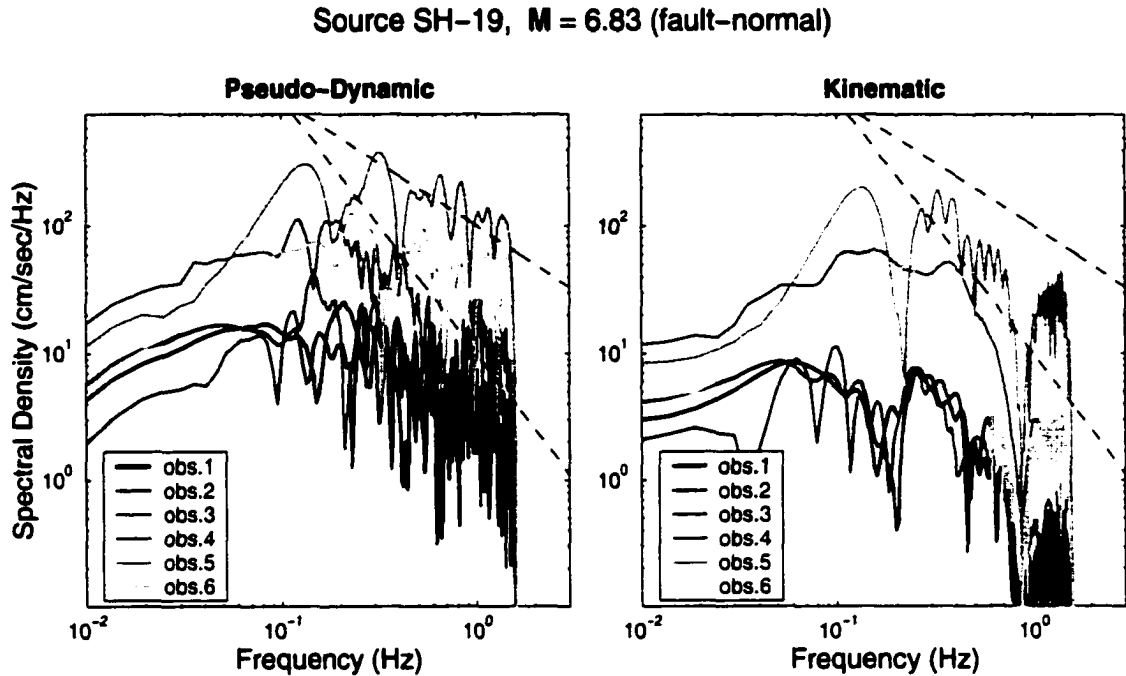 Source SH-19, M = 6.83 (fault-normal)
Pseudo-Dynamic
Kinematic
Spectral Density (cm/sec/Hz)
10²
10¹
10⁰
obs.1
obs.2
obs.3
obs.4
obs.5
obs.6
10⁻²
10⁻¹
10⁰
Frequency (Hz)
10²
10¹
10⁰
obs.1
obs.2
obs.3
obs.4
obs.5
obs.6
10⁻²
10⁻¹
10⁰
Frequency (Hz)